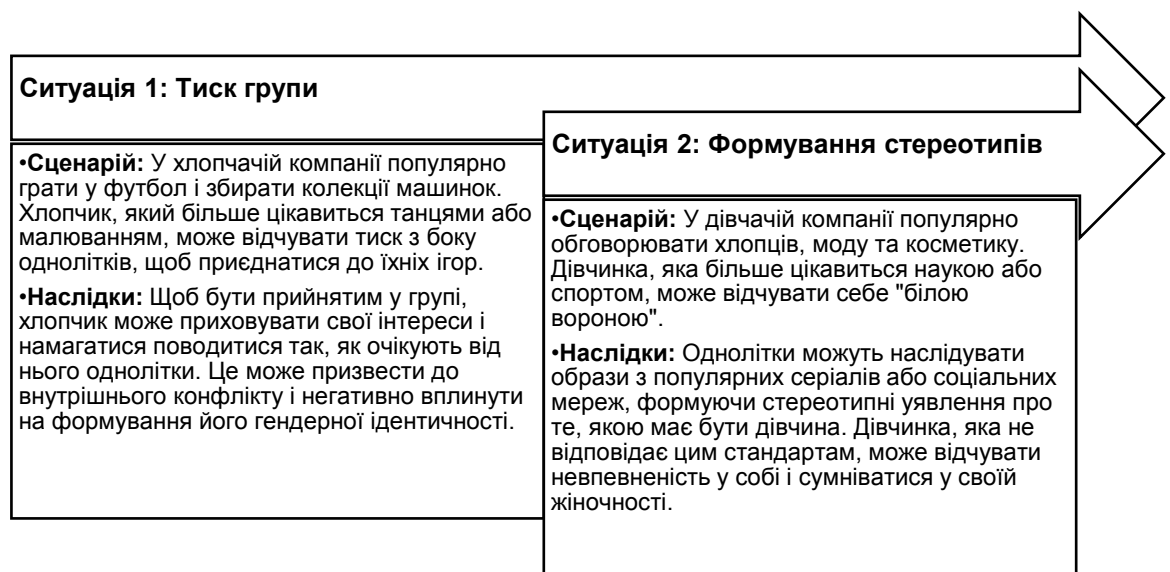 Ситуація 1: Тиск групи
•Сценарій: У хлопчачій компанії популярно
грати у футбол і збирати колекції машинок.
Хлопчик, який більше цікавиться танцями або
малюванням, може відчувати тиск з боку
однолітків, щоб приєднатися до їхніх ігор.
•Наслідки: Щоб бути прийнятим у групі,
хлопчик може приховувати свої інтереси і
намагатися поводитися так, як очікують від
нього однолітки. Це може призвести до
внутрішнього конфлікту і негативно вплинути
на формування його гендерної ідентичності.
Ситуація 2: Формування стереотипів
•Сценарій: У дівчачій компанії популярно
обговорювати хлопців, моду та косметику.
Дівчинка, яка більше цікавиться наукою або
спортом, може відчувати себе "білою
вороною".
•Наслідки: Однолітки можуть наслідувати
образи з популярних серіалів або соціальних
мереж, формуючи стереотипні уявлення про
те, якою має бути дівчина. Дівчинка, яка не
відповідає цим стандартам, може відчувати
невпевненість у собі і сумніватися у своїй
жіночності.